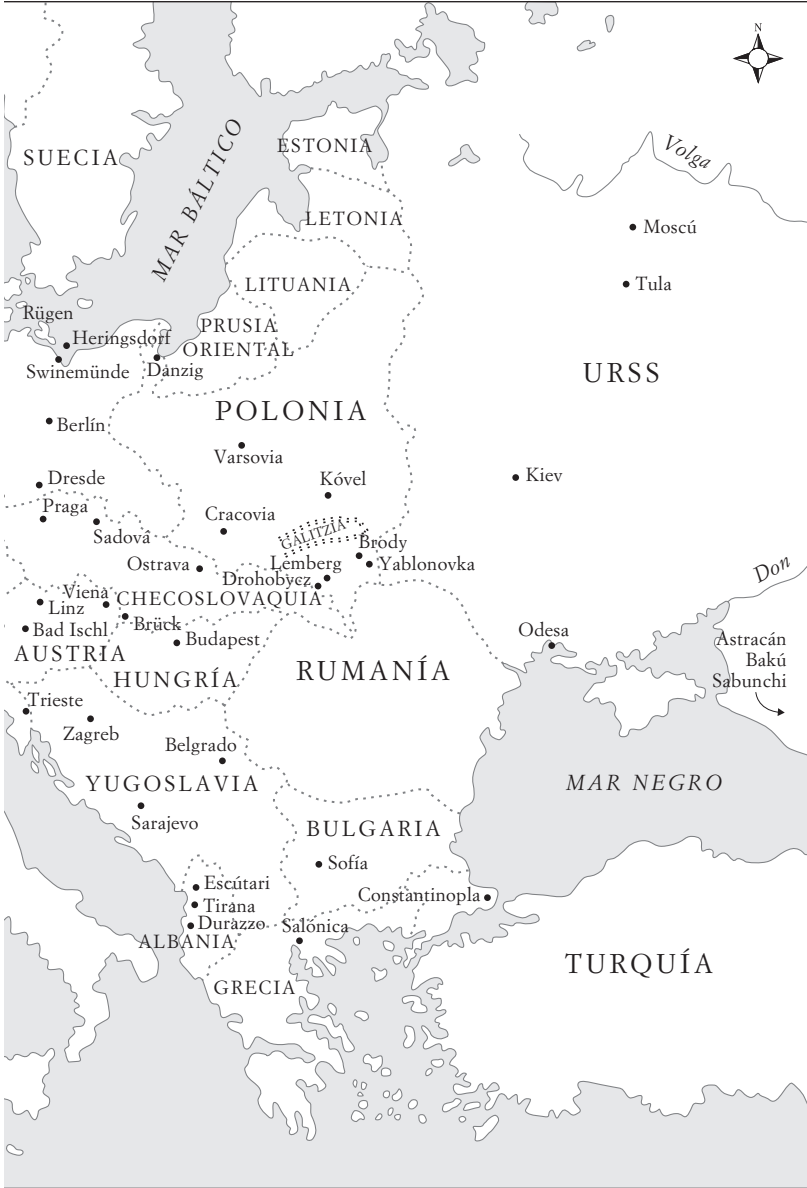 N
Volga
ESTONIA
SUECIA
MAR BÁLTICO
LETONIA
Moscú
LITUANIA
Tula
Rügen
PRUSIA
ORIENTAL
Heringsdorf
Swinemünde
Danzig
URSS
POLONIA
Berlín
Varsovia
Dresde
Kóvel
Kiev
Praga
Sadová
Cracovia
GALITZIA
Brody
Ostrava
Lemberg
Yablonovka
Drohobycz
Don
Viena
CHECOSLOVAQUIA
Linz
Brück
Bad Ischl
Budapest
Odesa
AUSTRIA
HUNGRÍA
RUMANÍA
Astracán
Bakú
Sabunchi
Trieste
Zagreb
Belgrado
YUGOSLAVIA
MAR NEGRO
Sarajevo
BULGARIA
Sofía
Escútari
Constantinopla
Tirana
Durazzo
Salónica
ALBANIA
TURQUÍA
GRECIA